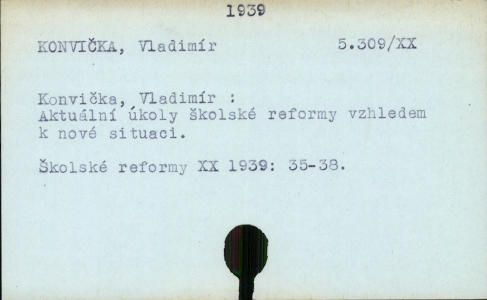 1939
KONVIČKA, Vladimír 5.309/XX
Konvička, Vladimír :
Aktuální úkoly školské reformy vzhledem
k nové situaci.
Školské reformy XX 1939: 35-38.